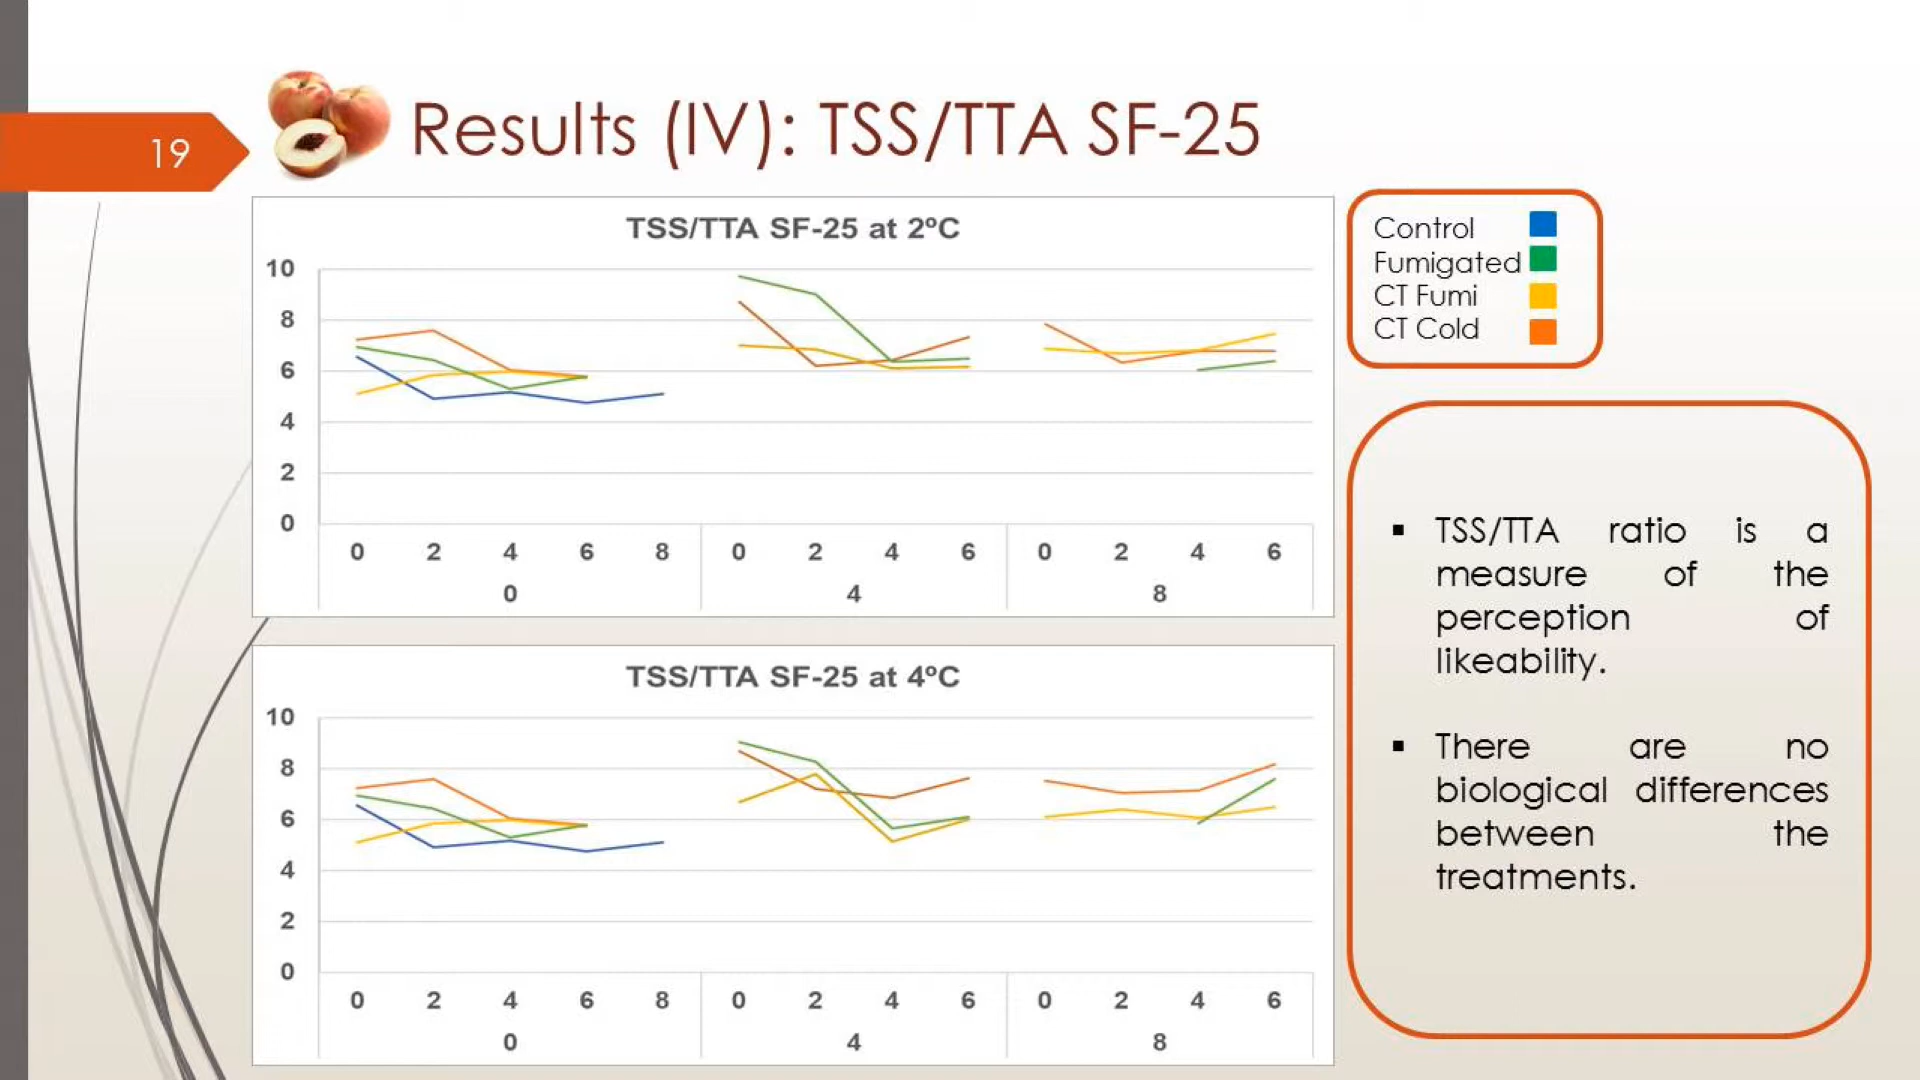 19
Results (IV): TSS/TTA SF-25
TSS/TTA SF-25 at 2ºC
10
8
6
4
2
0
0 2 4 6 8 0 2 4 6 0 2 4 6
0 4 8
TSS/TTA SF-25 at 4ºC
10
8
6
4
2
0
0 2 4 6 8 0 2 4 6 0 2 4 6
0 4 8
Control
Fumigated
CT Fumi
CT Cold
▪ TSS/TTA ratio is a
measure of the
perception of
likeability.
▪ There are no
biological differences
between the
treatments.